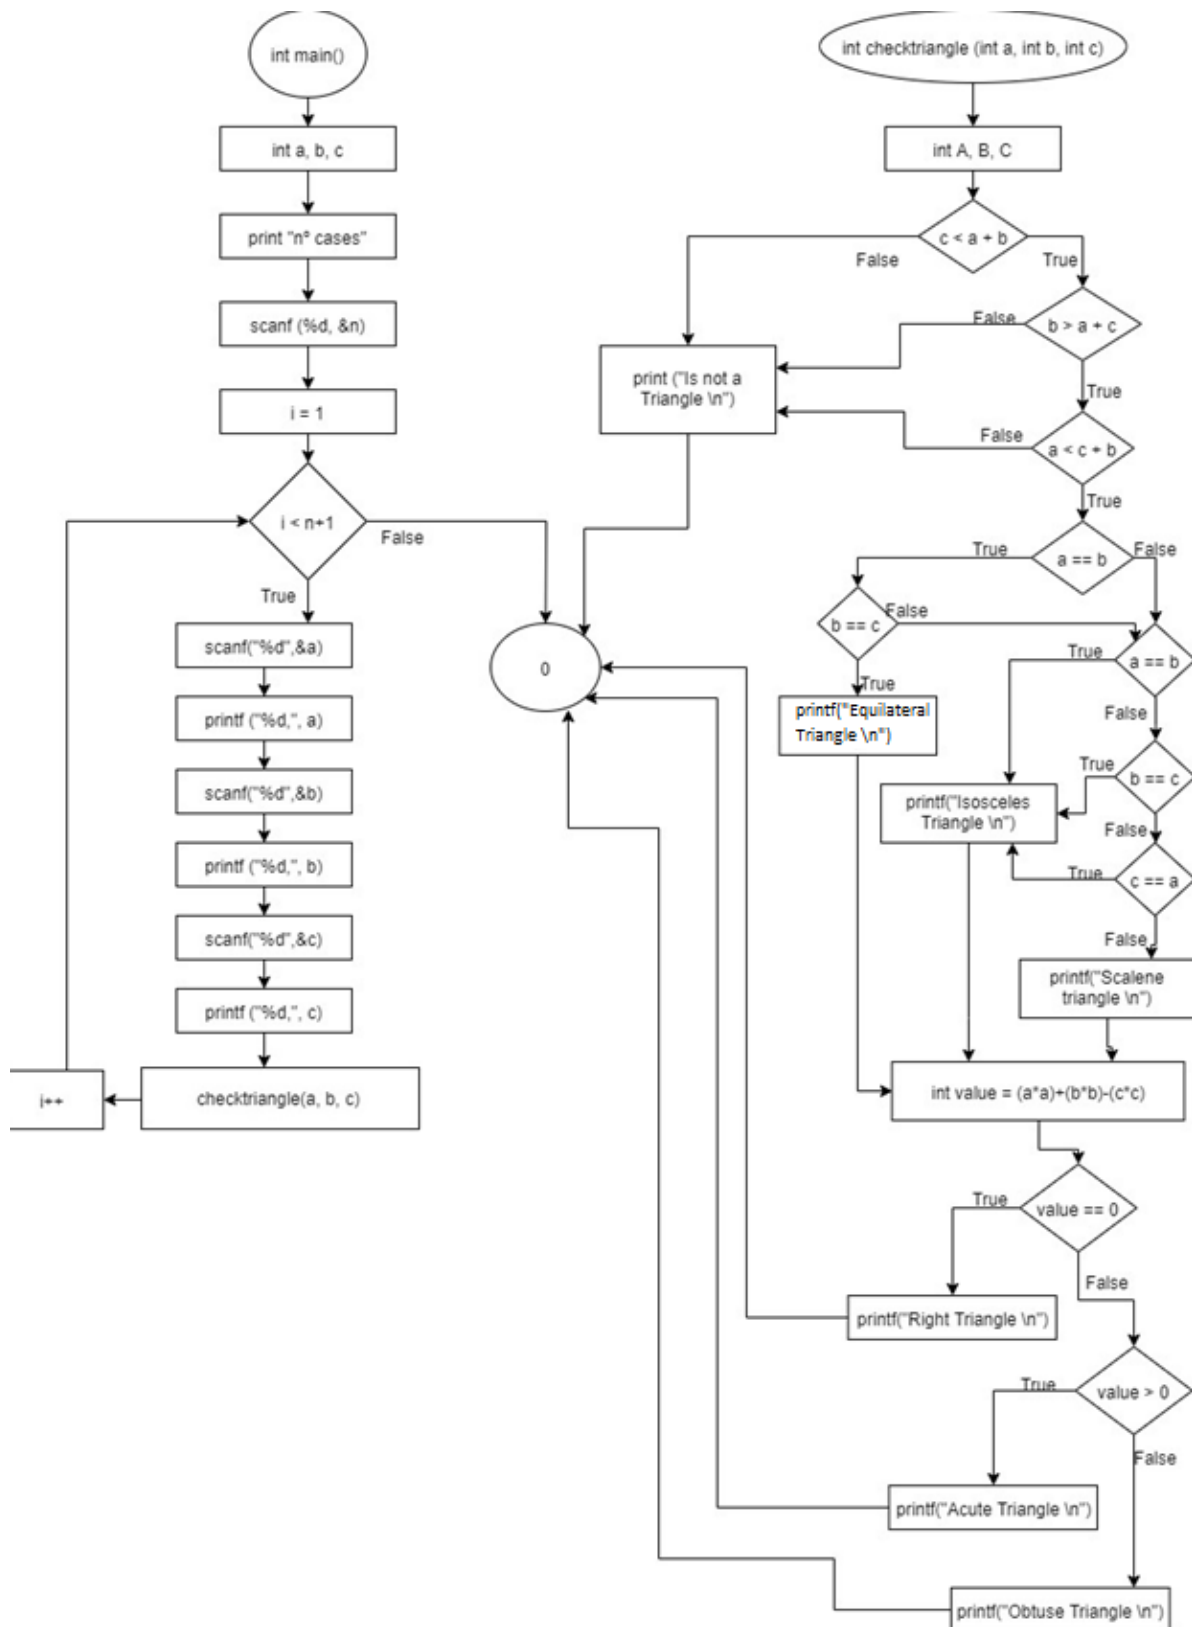 int main()
int a, b, c
print "nº cases"
scanf (%d, &n)
i = 1
i < n+1
False
True
scanf("%d",&a)
printf ("%d,", a)
scanf("%d",&b)
printf ("%d,", b)
scanf("%d",&c)
printf ("%d,", c)
checktriangle(a, b, c)
i++
0
int checktriangle (int a, int b, int c)
int A, B, C
c < a + b
False
True
b > a + c
False
True
print ("Is not a
Triangle \n")
a < c + b
False
True
a == b
True
False
b == c
False
True
printf("Equilateral
Triangle \n")
a == b
True
False
b == c
True
False
printf("Isosceles
Triangle \n")
c == a
True
False
printf("Scalene
triangle \n")
int value = (a*a)+(b*b)-(c*c)
value == 0
True
False
printf("Right Triangle \n")
value > 0
True
False
printf("Acute Triangle \n")
printf("Obtuse Triangle \n")